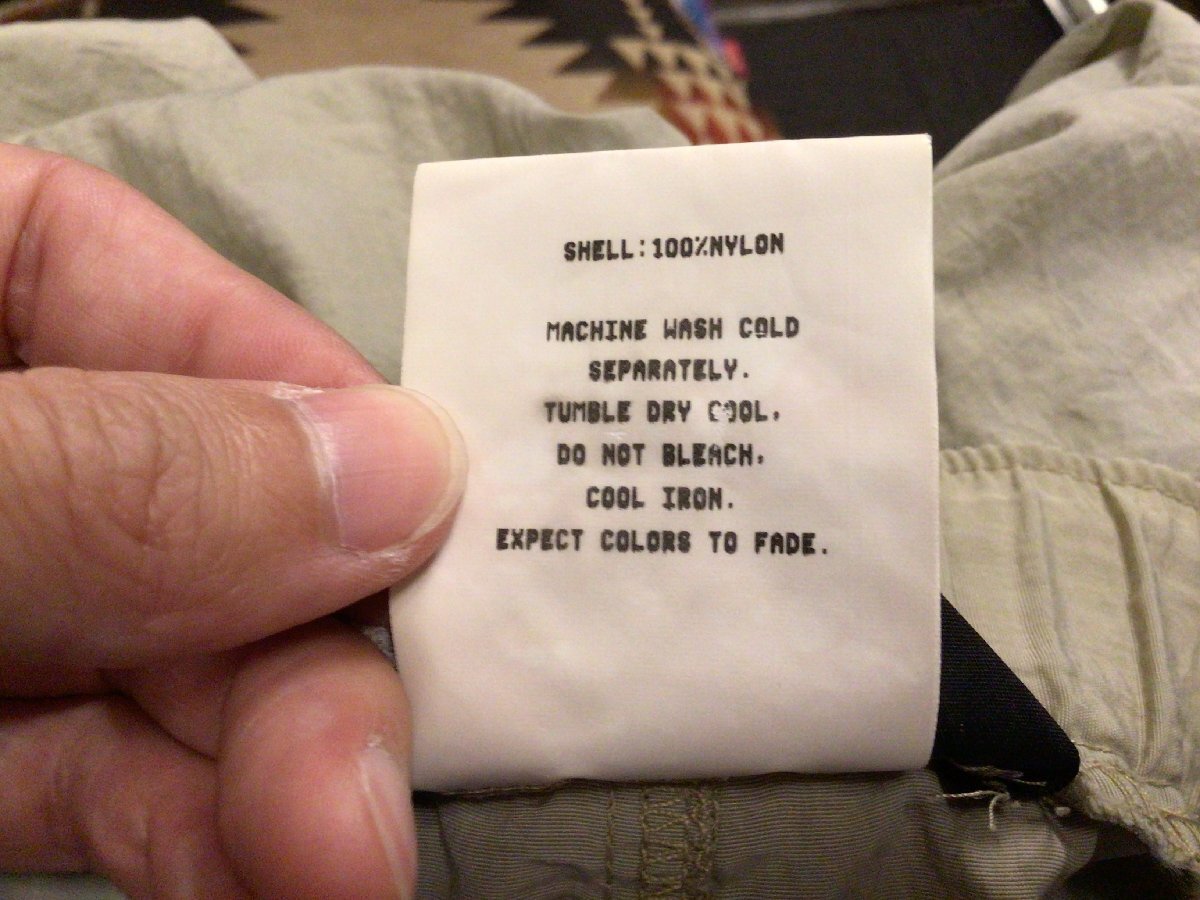 SHELL:100%NYLON
MACHINE WASH COLD
SEPARATELY.
TUMBLE DRY COOL.
DO NOT BLEACH.
COOL IRON.
EXPECT COLORS TO FADE.